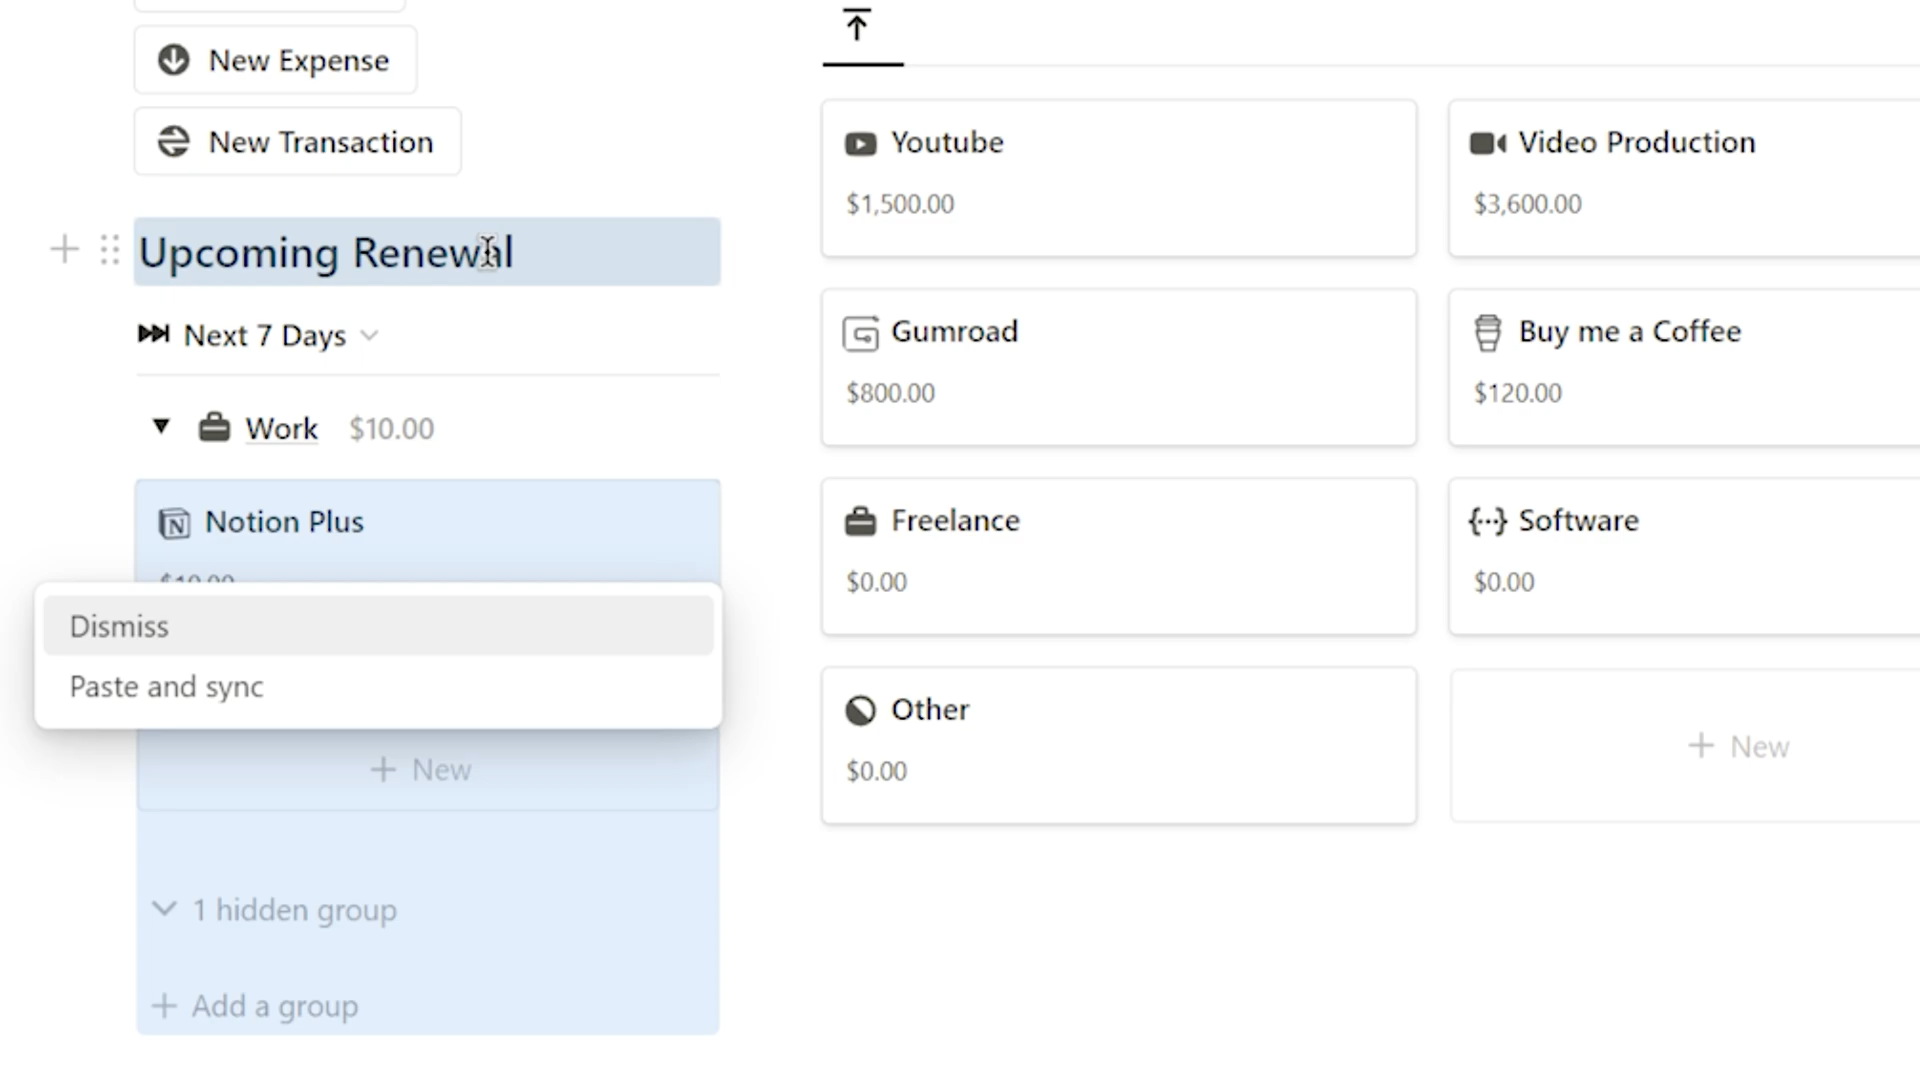 New Expense
New Transaction
Upcoming Renewal
Next 7 Days
Work $10.00
Notion Plus
$10.00
Dismiss
Paste and sync
+ New
1 hidden group
+ Add a group
Youtube
$1,500.00
Video Production
$3,600.00
Gumroad
$800.00
Buy me a Coffee
$120.00
Freelance
$0.00
Software
$0.00
Other
$0.00
+ New